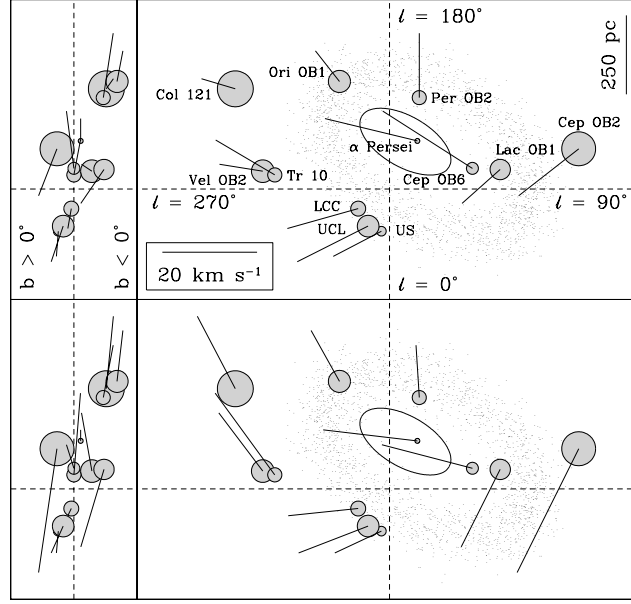 l = 180°
250 pc
Ori OB1
Col 121
Per OB2
Cep OB2
α Persei
Lac OB1
Vel OB2
Tr 10
Cep OB6
l = 270°
l = 90°
LCC
UCL
US
b > 0°
b < 0°
20 km s⁻¹
l = 0°